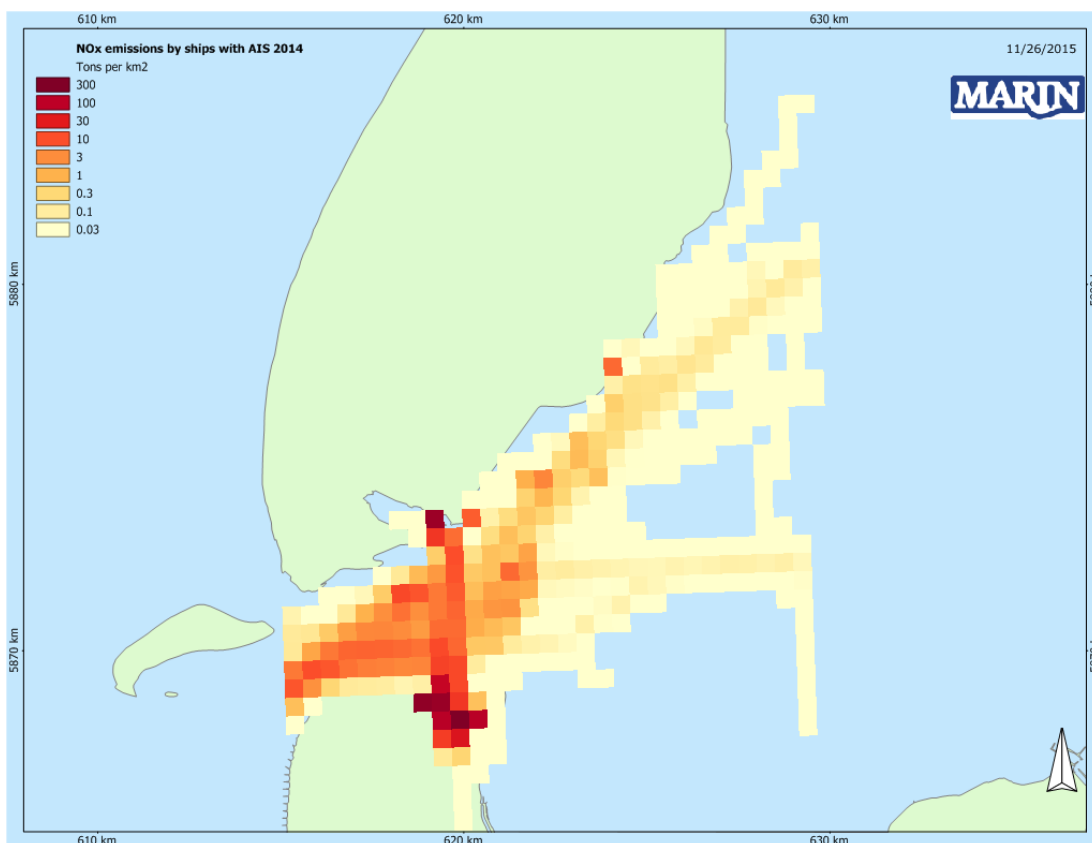 610 km
620 km
630 km
NOx emissions by ships with AIS 2014
11/26/2015
Tons per km2
300
100
30
10
3
1
0.3
0.1
0.03
MARIN
5880 km
5870 km
610 km
620 km
630 km